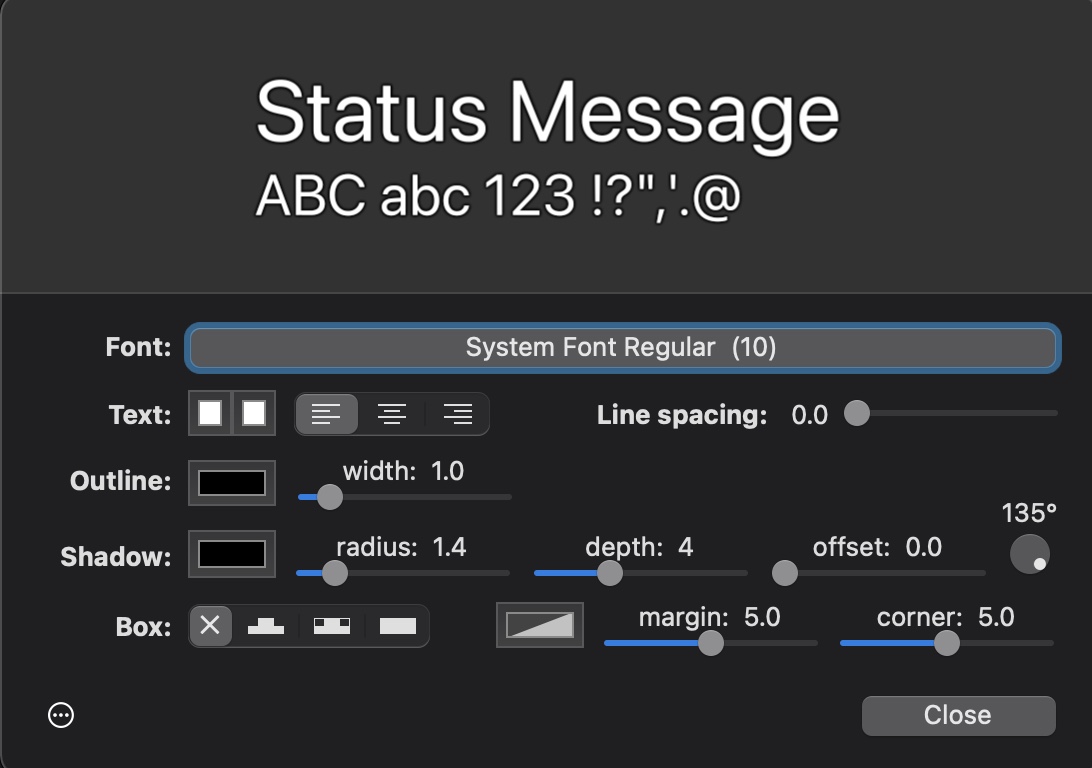 Status Message
ABC abc 123 !?",'.@
Font: System Font Regular (10)
Text: Line spacing: 0.0
Outline: width: 1.0
135°
Shadow: radius: 1.4 depth: 4 offset: 0.0
Box: margin: 5.0 corner: 5.0
Close